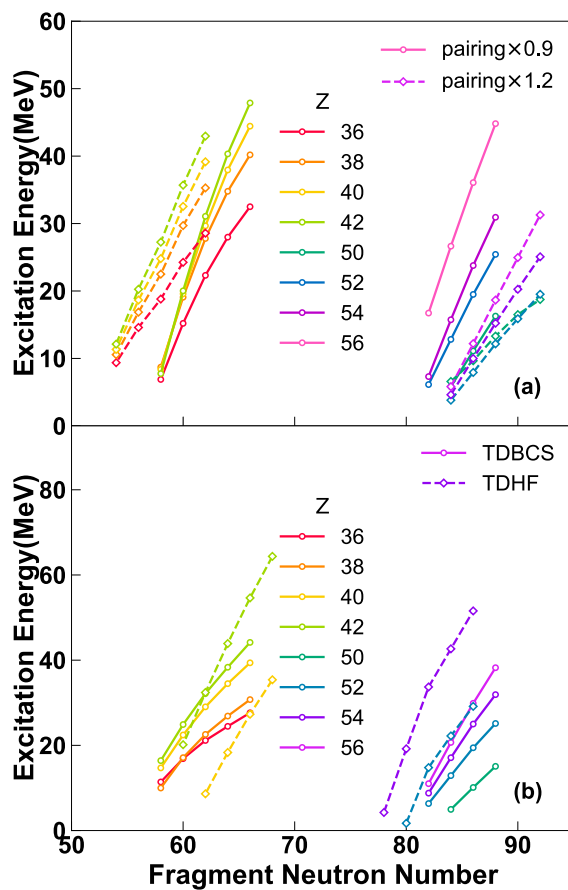 60
50
40
30
20
10
0
Excitation Energy(MeV)
pairing×0.9
pairing×1.2
Z
36
38
40
42
50
52
54
56
(a)
80
60
40
20
0
Excitation Energy(MeV)
TDBCS
TDHF
Z
36
38
40
42
50
52
54
56
(b)
50 60 70 80 90
Fragment Neutron Number